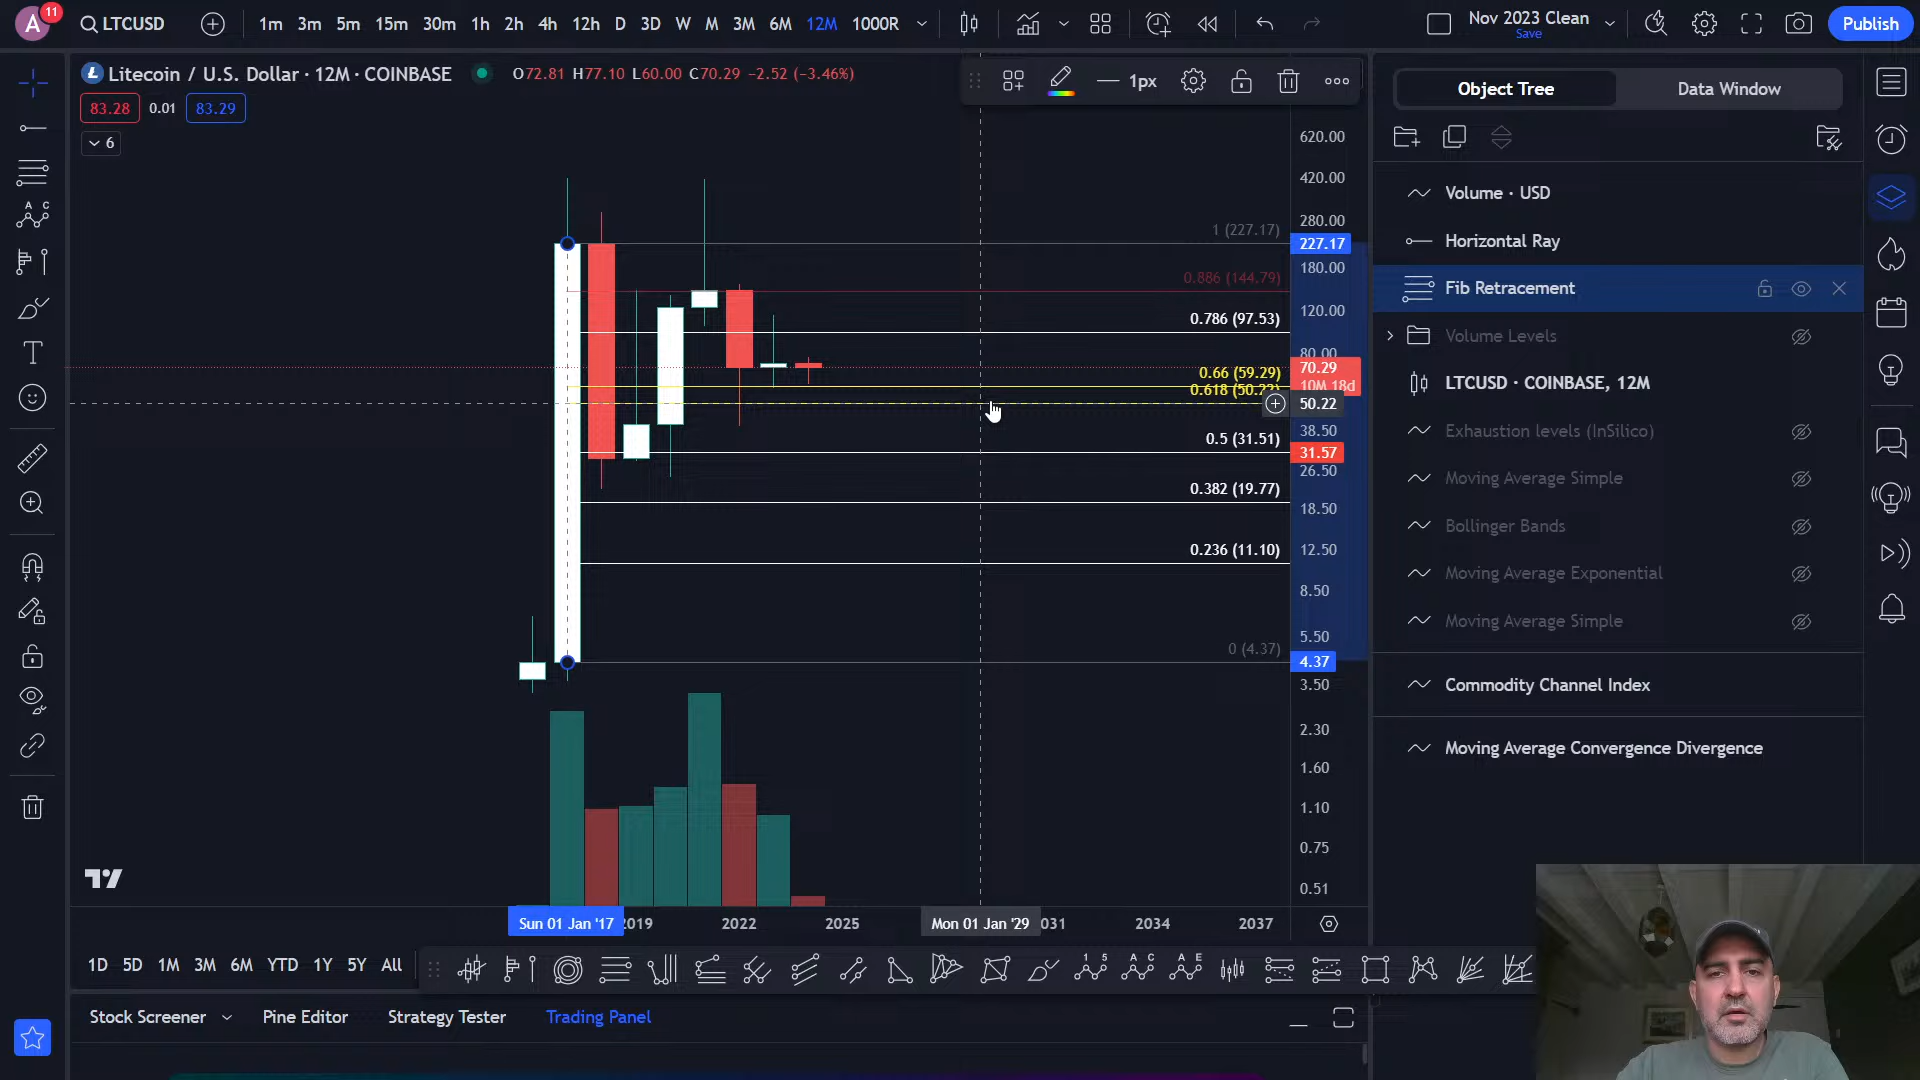 A
11
LTCUSD
1m 3m 5m 15m 30m 1h 2h 4h 12h D 3D W M 3M 6M 12M 1000R
Nov 2023 Clean
Save
Publish
Litecoin / U.S. Dollar · 12M · COINBASE
O72.81 H77.10 L60.00 C70.29 −2.52 (−3.46%)
83.28 0.01 83.29
6
1px
Object Tree
Data Window
Volume · USD
Horizontal Ray
Fib Retracement
Volume Levels
LTCUSD · COINBASE, 12M
Exhaustion levels (InSilico)
Moving Average Simple
Bollinger Bands
Moving Average Exponential
Moving Average Simple
Commodity Channel Index
Moving Average Convergence Divergence
1 (227.17)
0.886 (144.79)
0.786 (97.53)
0.66 (59.29)
0.5 (31.51)
0.382 (19.77)
0.236 (11.10)
0 (4.37)
620.00
420.00
280.00
227.17
180.00
120.00
80.00
70.29
10M 18d
50.22
38.50
31.57
26.50
18.50
12.50
8.50
5.50
4.37
3.50
2.30
1.60
1.10
0.75
0.51
Sun 01 Jan '17
2022
2025
Mon 01 Jan '29
2034
2037
1D 5D 1M 3M 6M YTD 1Y 5Y All
Stock Screener
Pine Editor
Strategy Tester
Trading Panel